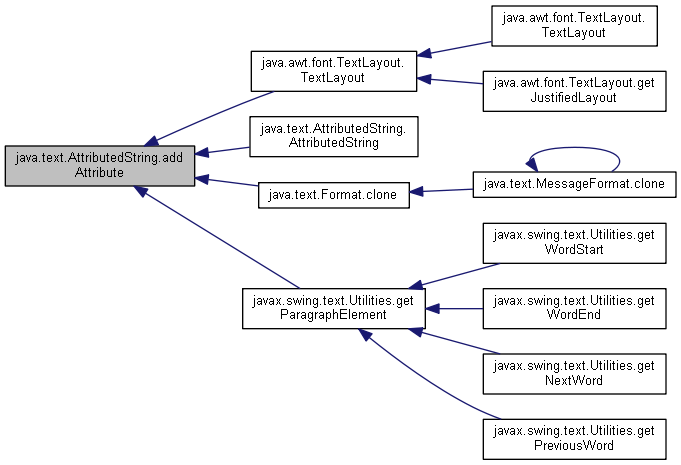 java.awt.font.TextLayout.
TextLayout
java.awt.font.TextLayout.
TextLayout
java.awt.font.TextLayout.get
JustifiedLayout
java.text.AttributedString.
AttributedString
java.text.AttributedString.add
Attribute
java.text.Format.clone
java.text.MessageFormat.clone
javax.swing.text.Utilities.get
WordStart
javax.swing.text.Utilities.get
ParagraphElement
javax.swing.text.Utilities.get
WordEnd
javax.swing.text.Utilities.get
NextWord
javax.swing.text.Utilities.get
PreviousWord